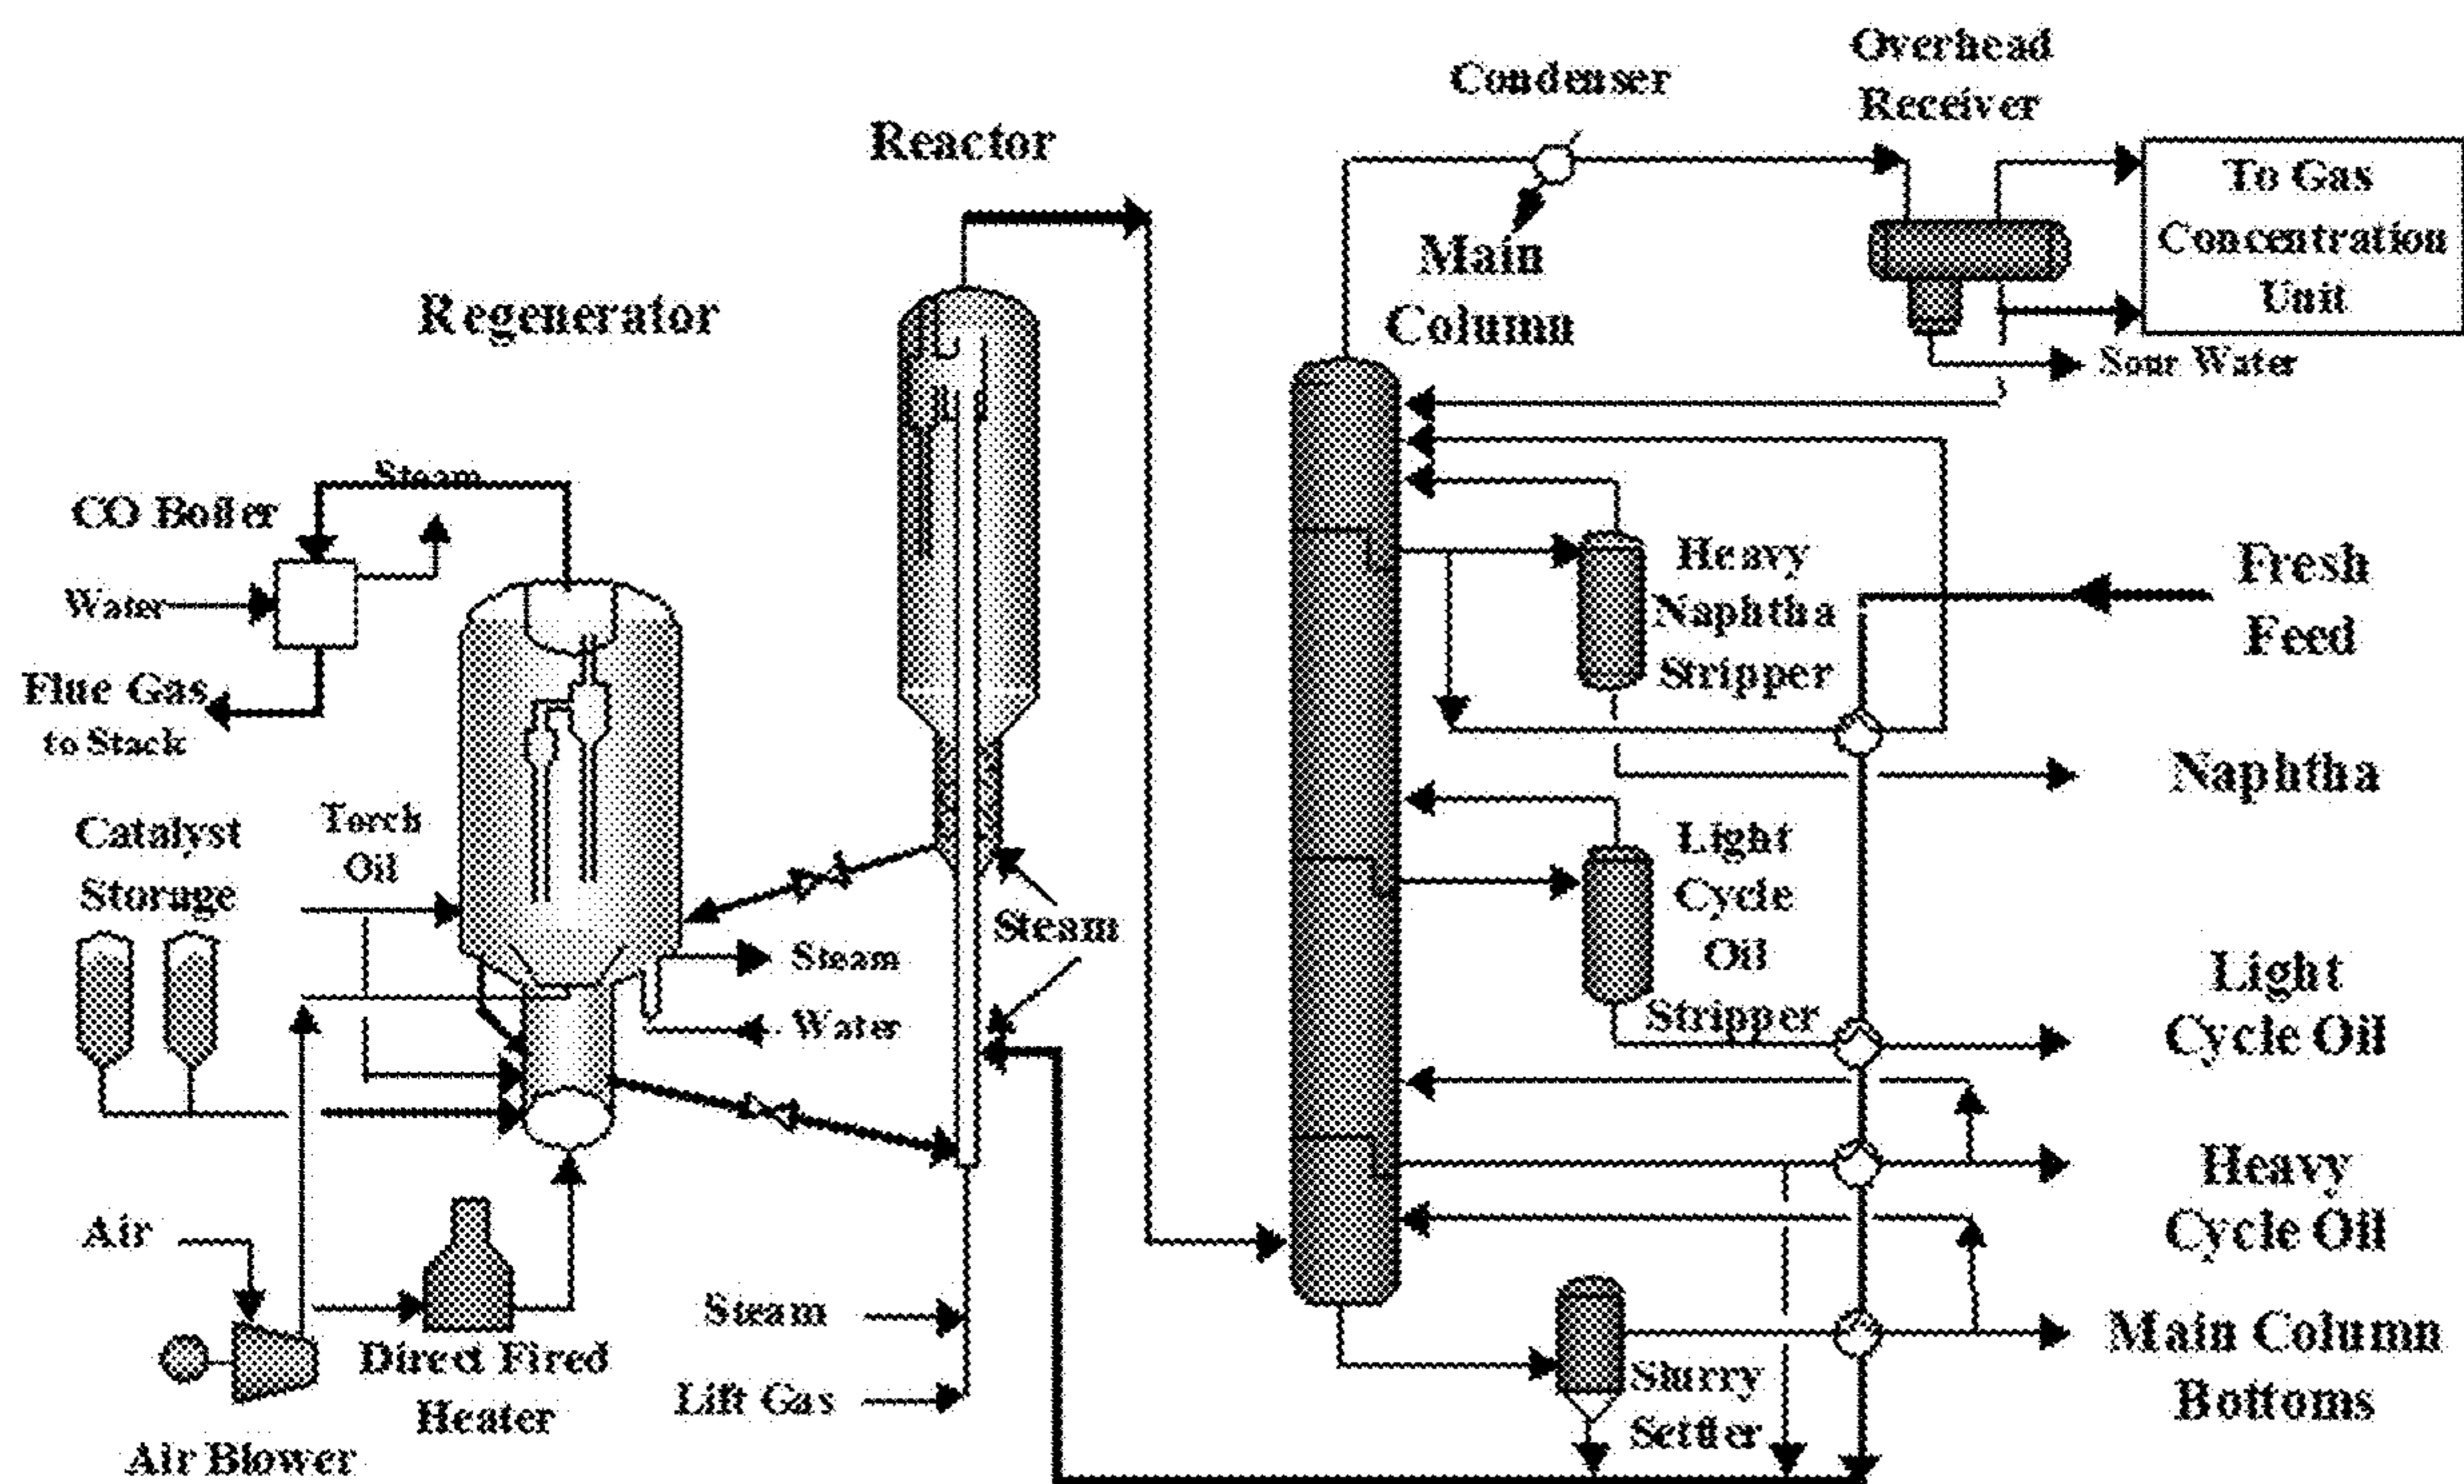 Overhead
Receiver
Condenser
Reactor
To Gas
Concentration
Unit
Main
Column
Regenerator
Sour Water
Steam
CO Boiler
Water
Flue Gas
to Stack
Heavy
Naphtha
Stripper
Fresh
Feed
Naphtha
Catalyst
Storage
Torch
Oil
Light
Cycle
Oil
Stripper
Steam
Steam
Water
Light
Cycle Oil
Heavy
Cycle Oil
Air
Steam
Lift Gas
Direct Fired
Heater
Air Blower
Slurry
Settler
Main Column
Bottoms